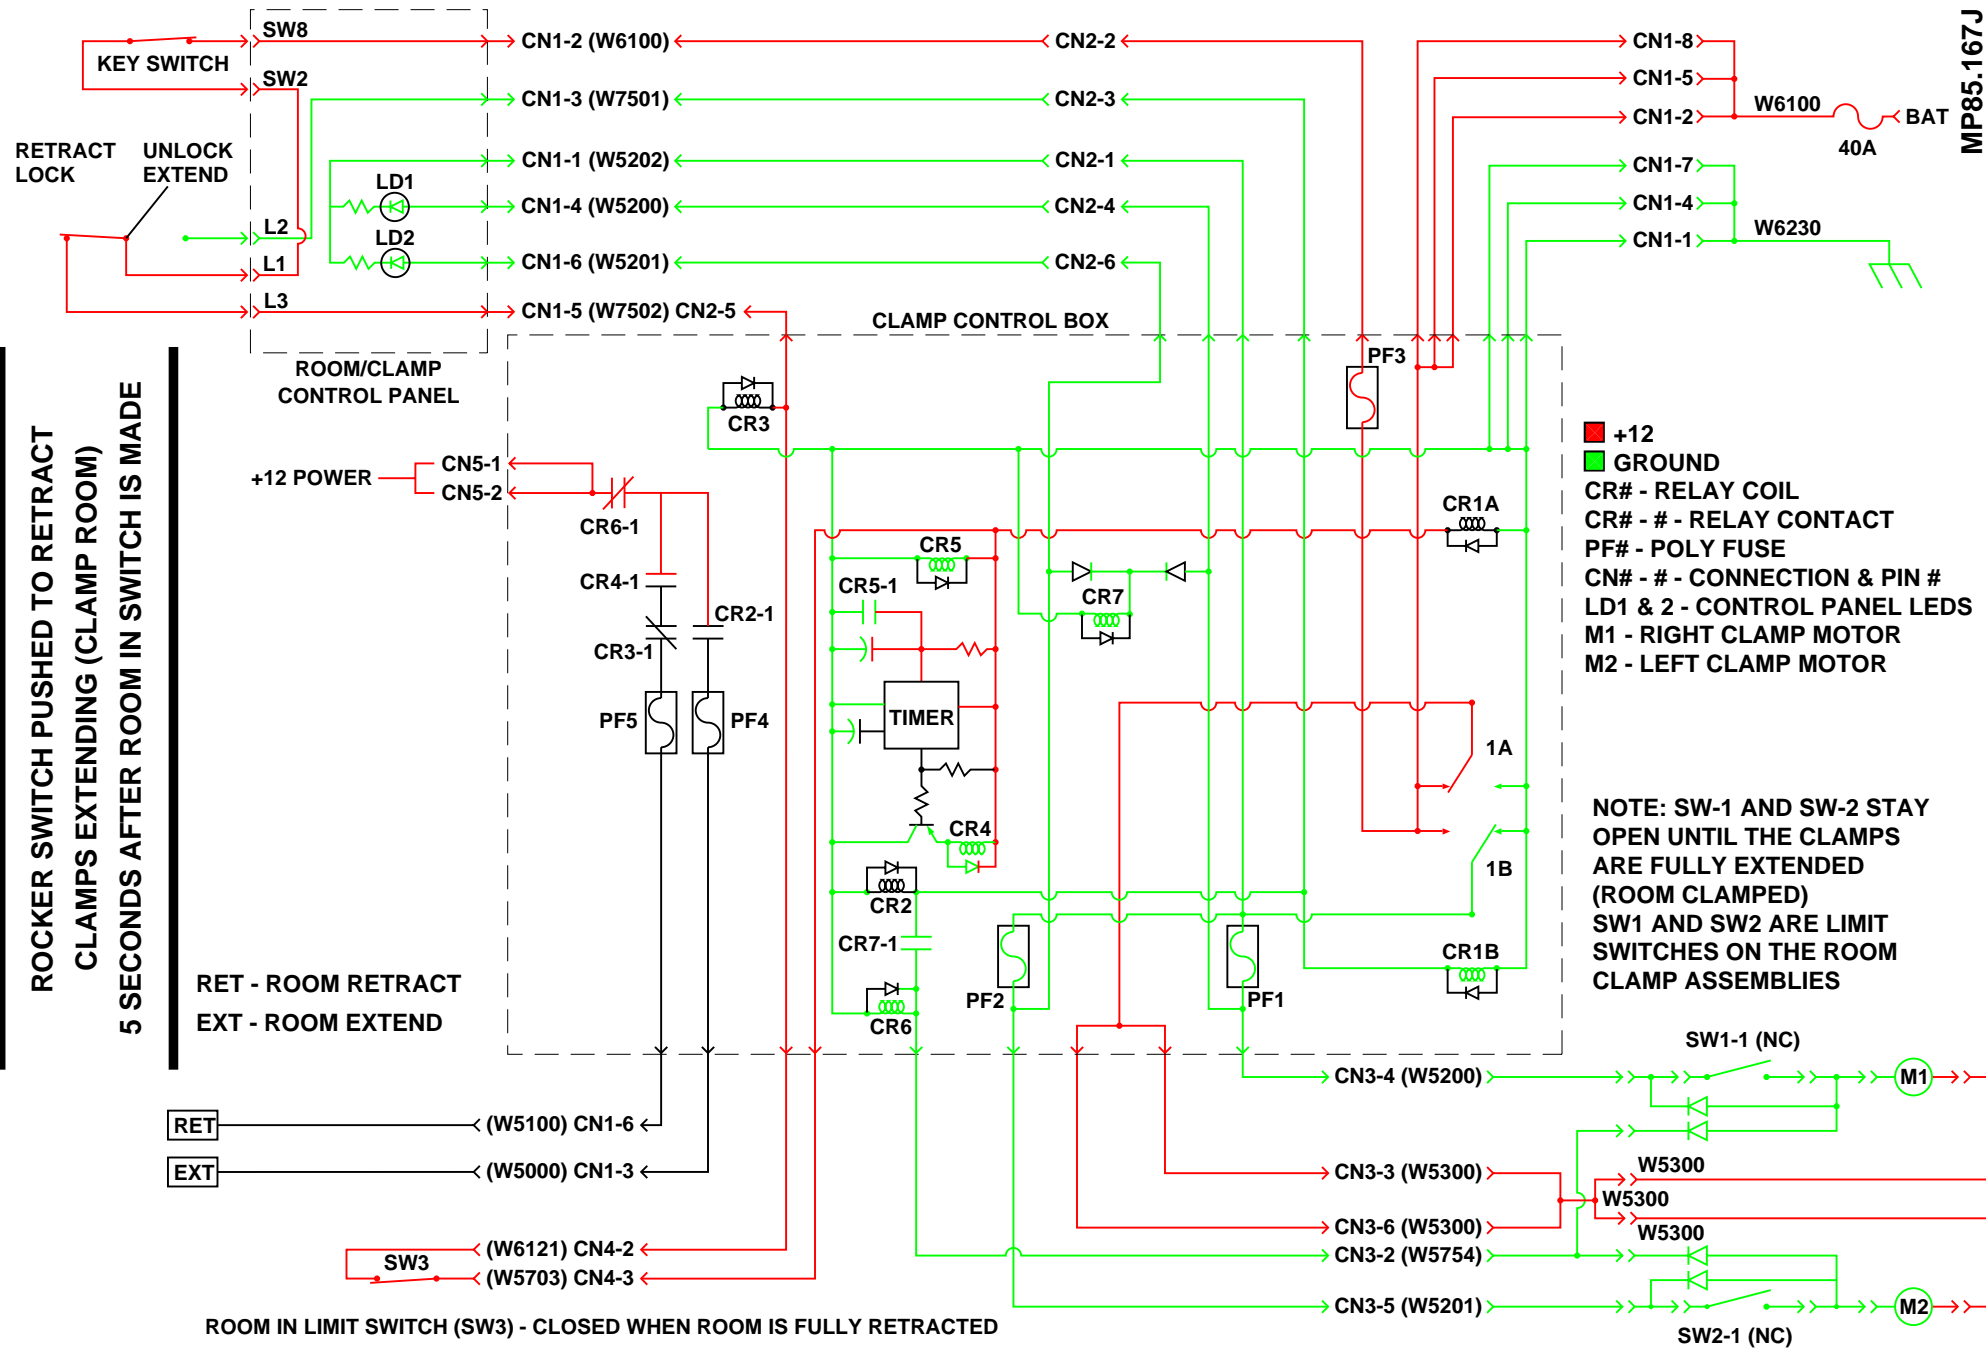 MP85.167J
SW8
CN1-2 (W6100)
CN2-2
CN1-8
KEY SWITCH
SW2
CN1-5
CN1-3 (W7501)
CN2-3
CN1-2
W6100
BAT
40A
RETRACT
LOCK
UNLOCK
EXTEND
CN1-1 (W5202)
CN2-1
CN1-7
LD1
CN1-4 (W5200)
CN2-4
CN1-4
L2
LD2
CN1-1
W6230
L1
CN1-6 (W5201)
CN2-6
L3
CN1-5 (W7502) CN2-5
CLAMP CONTROL BOX
ROOM/CLAMP
CONTROL PANEL
PF3
CR3
ROCKER SWITCH PUSHED TO RETRACT
CLAMPS EXTENDING (CLAMP ROOM)
5 SECONDS AFTER ROOM IN SWITCH IS MADE
+12
GROUND
CR# - RELAY COIL
CR# - # - RELAY CONTACT
PF# - POLY FUSE
CN# - # - CONNECTION & PIN #
LD1 & 2 - CONTROL PANEL LEDS
M1 - RIGHT CLAMP MOTOR
M2 - LEFT CLAMP MOTOR
+12 POWER
CN5-1
CN5-2
CR6-1
CR1A
CR5
CR4-1
CR5-1
CR7
CR2-1
CR3-1
PF5
PF4
TIMER
1A
CR4
1B
CR2
CR7-1
CR1B
PF2
PF1
CR6
NOTE: SW-1 AND SW-2 STAY
OPEN UNTIL THE CLAMPS
ARE FULLY EXTENDED
(ROOM CLAMPED)
SW1 AND SW2 ARE LIMIT
SWITCHES ON THE ROOM
CLAMP ASSEMBLIES
RET - ROOM RETRACT
EXT - ROOM EXTEND
SW1-1 (NC)
CN3-4 (W5200)
M1
RET
(W5100) CN1-6
EXT
(W5000) CN1-3
CN3-3 (W5300)
W5300
W5300
CN3-6 (W5300)
W5300
(W6121) CN4-2
SW3
CN3-2 (W5754)
(W5703) CN4-3
CN3-5 (W5201)
M2
ROOM IN LIMIT SWITCH (SW3) - CLOSED WHEN ROOM IS FULLY RETRACTED
SW2-1 (NC)